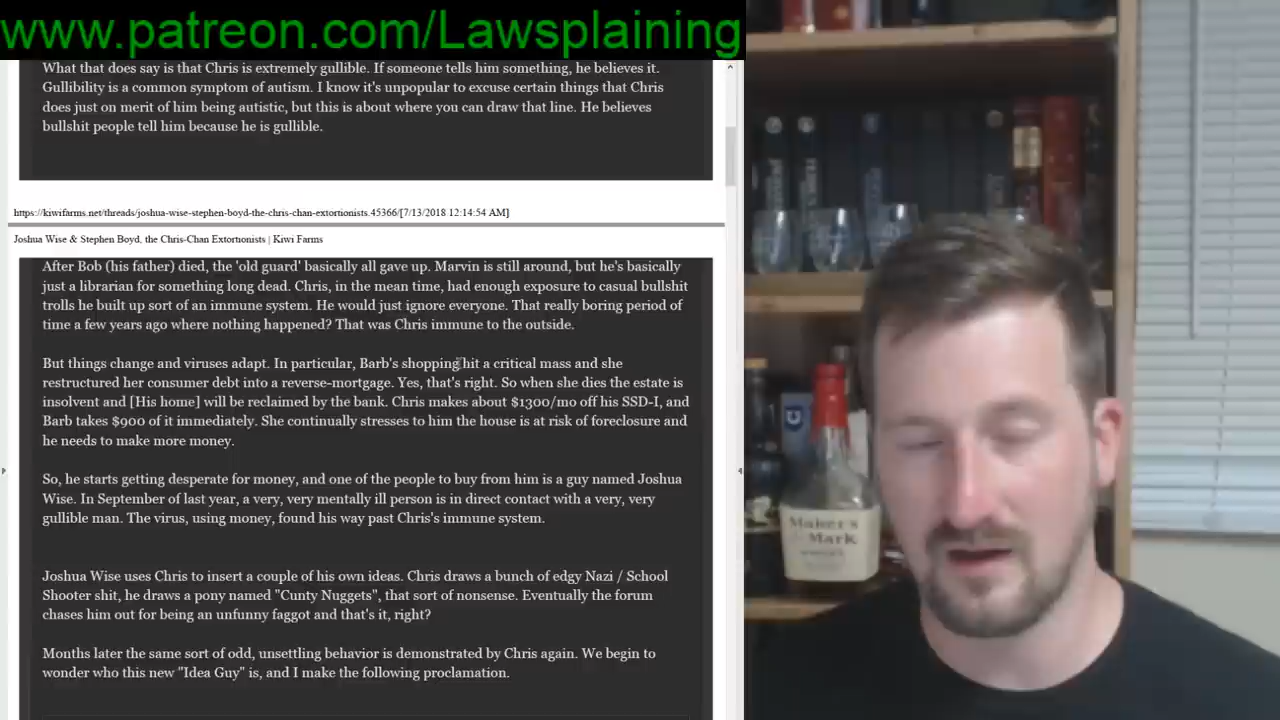 www.patreon.com/Lawsplaining
What that does say is that Chris is extremely gullible. If someone tells him something, he believes it.
Gullibility is a common symptom of autism. I know it's unpopular to excuse certain things that Chris
does just on merit of him being autistic, but this is about where you can draw that line. He believes
bullshit people tell him because he is gullible.
https://kiwifarms.net/threads/joshua-wise-stephen-boyd-the-chris-chan-extortionists.45366/[7/13/2018 12:14:54 AM]
Joshua Wise & Stephen Boyd, the Chris-Chan Extortionists | Kiwi Farms
After Bob (his father) died, the 'old guard' basically all gave up. Marvin is still around, but he's basically
just a librarian for something long dead. Chris, in the mean time, had enough exposure to casual bullshit
trolls he built up sort of an immune system. He would just ignore everyone. That really boring period of
time a few years ago where nothing happened? That was Chris immune to the outside.
But things change and viruses adapt. In particular, Barb's shopping hit a critical mass and she
restructured her consumer debt into a reverse-mortgage. Yes, that's right. So when she dies the estate is
insolvent and [His home] will be reclaimed by the bank. Chris makes about $1300/mo off his SSD-I, and
Barb takes $900 of it immediately. She continually stresses to him the house is at risk of foreclosure and
he needs to make more money.
So, he starts getting desperate for money, and one of the people to buy from him is a guy named Joshua
Wise. In September of last year, a very, very mentally ill person is in direct contact with a very, very
gullible man. The virus, using money, found his way past Chris's immune system.
Joshua Wise uses Chris to insert a couple of his own ideas. Chris draws a bunch of edgy Nazi / School
Shooter shit, he draws a pony named "Cunty Nuggets", that sort of nonsense. Eventually the forum
chases him out for being an unfunny faggot and that's it, right?
Months later the same sort of odd, unsettling behavior is demonstrated by Chris again. We begin to
wonder who this new "Idea Guy" is, and I make the following proclamation.
Maker's
Mark